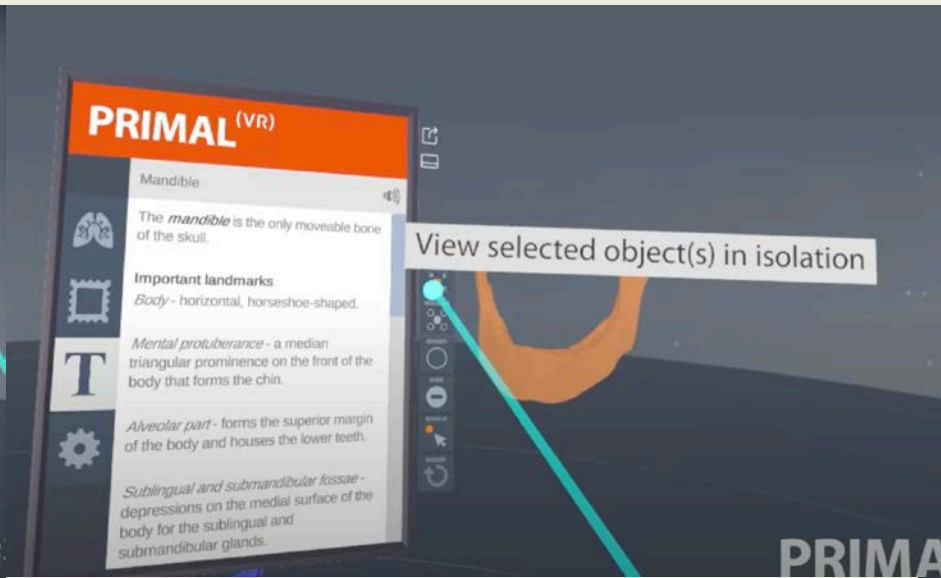 PRIMAL (VR)
Mandible
The mandible is the only moveable bone
of the skull.
Important landmarks
Body - horizontal, horseshoe-shaped.
Mental protuberance - a median
triangular prominence on the front of the
body that forms the chin.
Alveolar part - forms the superior margin
of the body and houses the lower teeth.
Sublingual and submandibular fossae -
depressions on the medial surface of the
body for the sublingual and
submandibular glands.
T
View selected object(s) in isolation
PRIMA